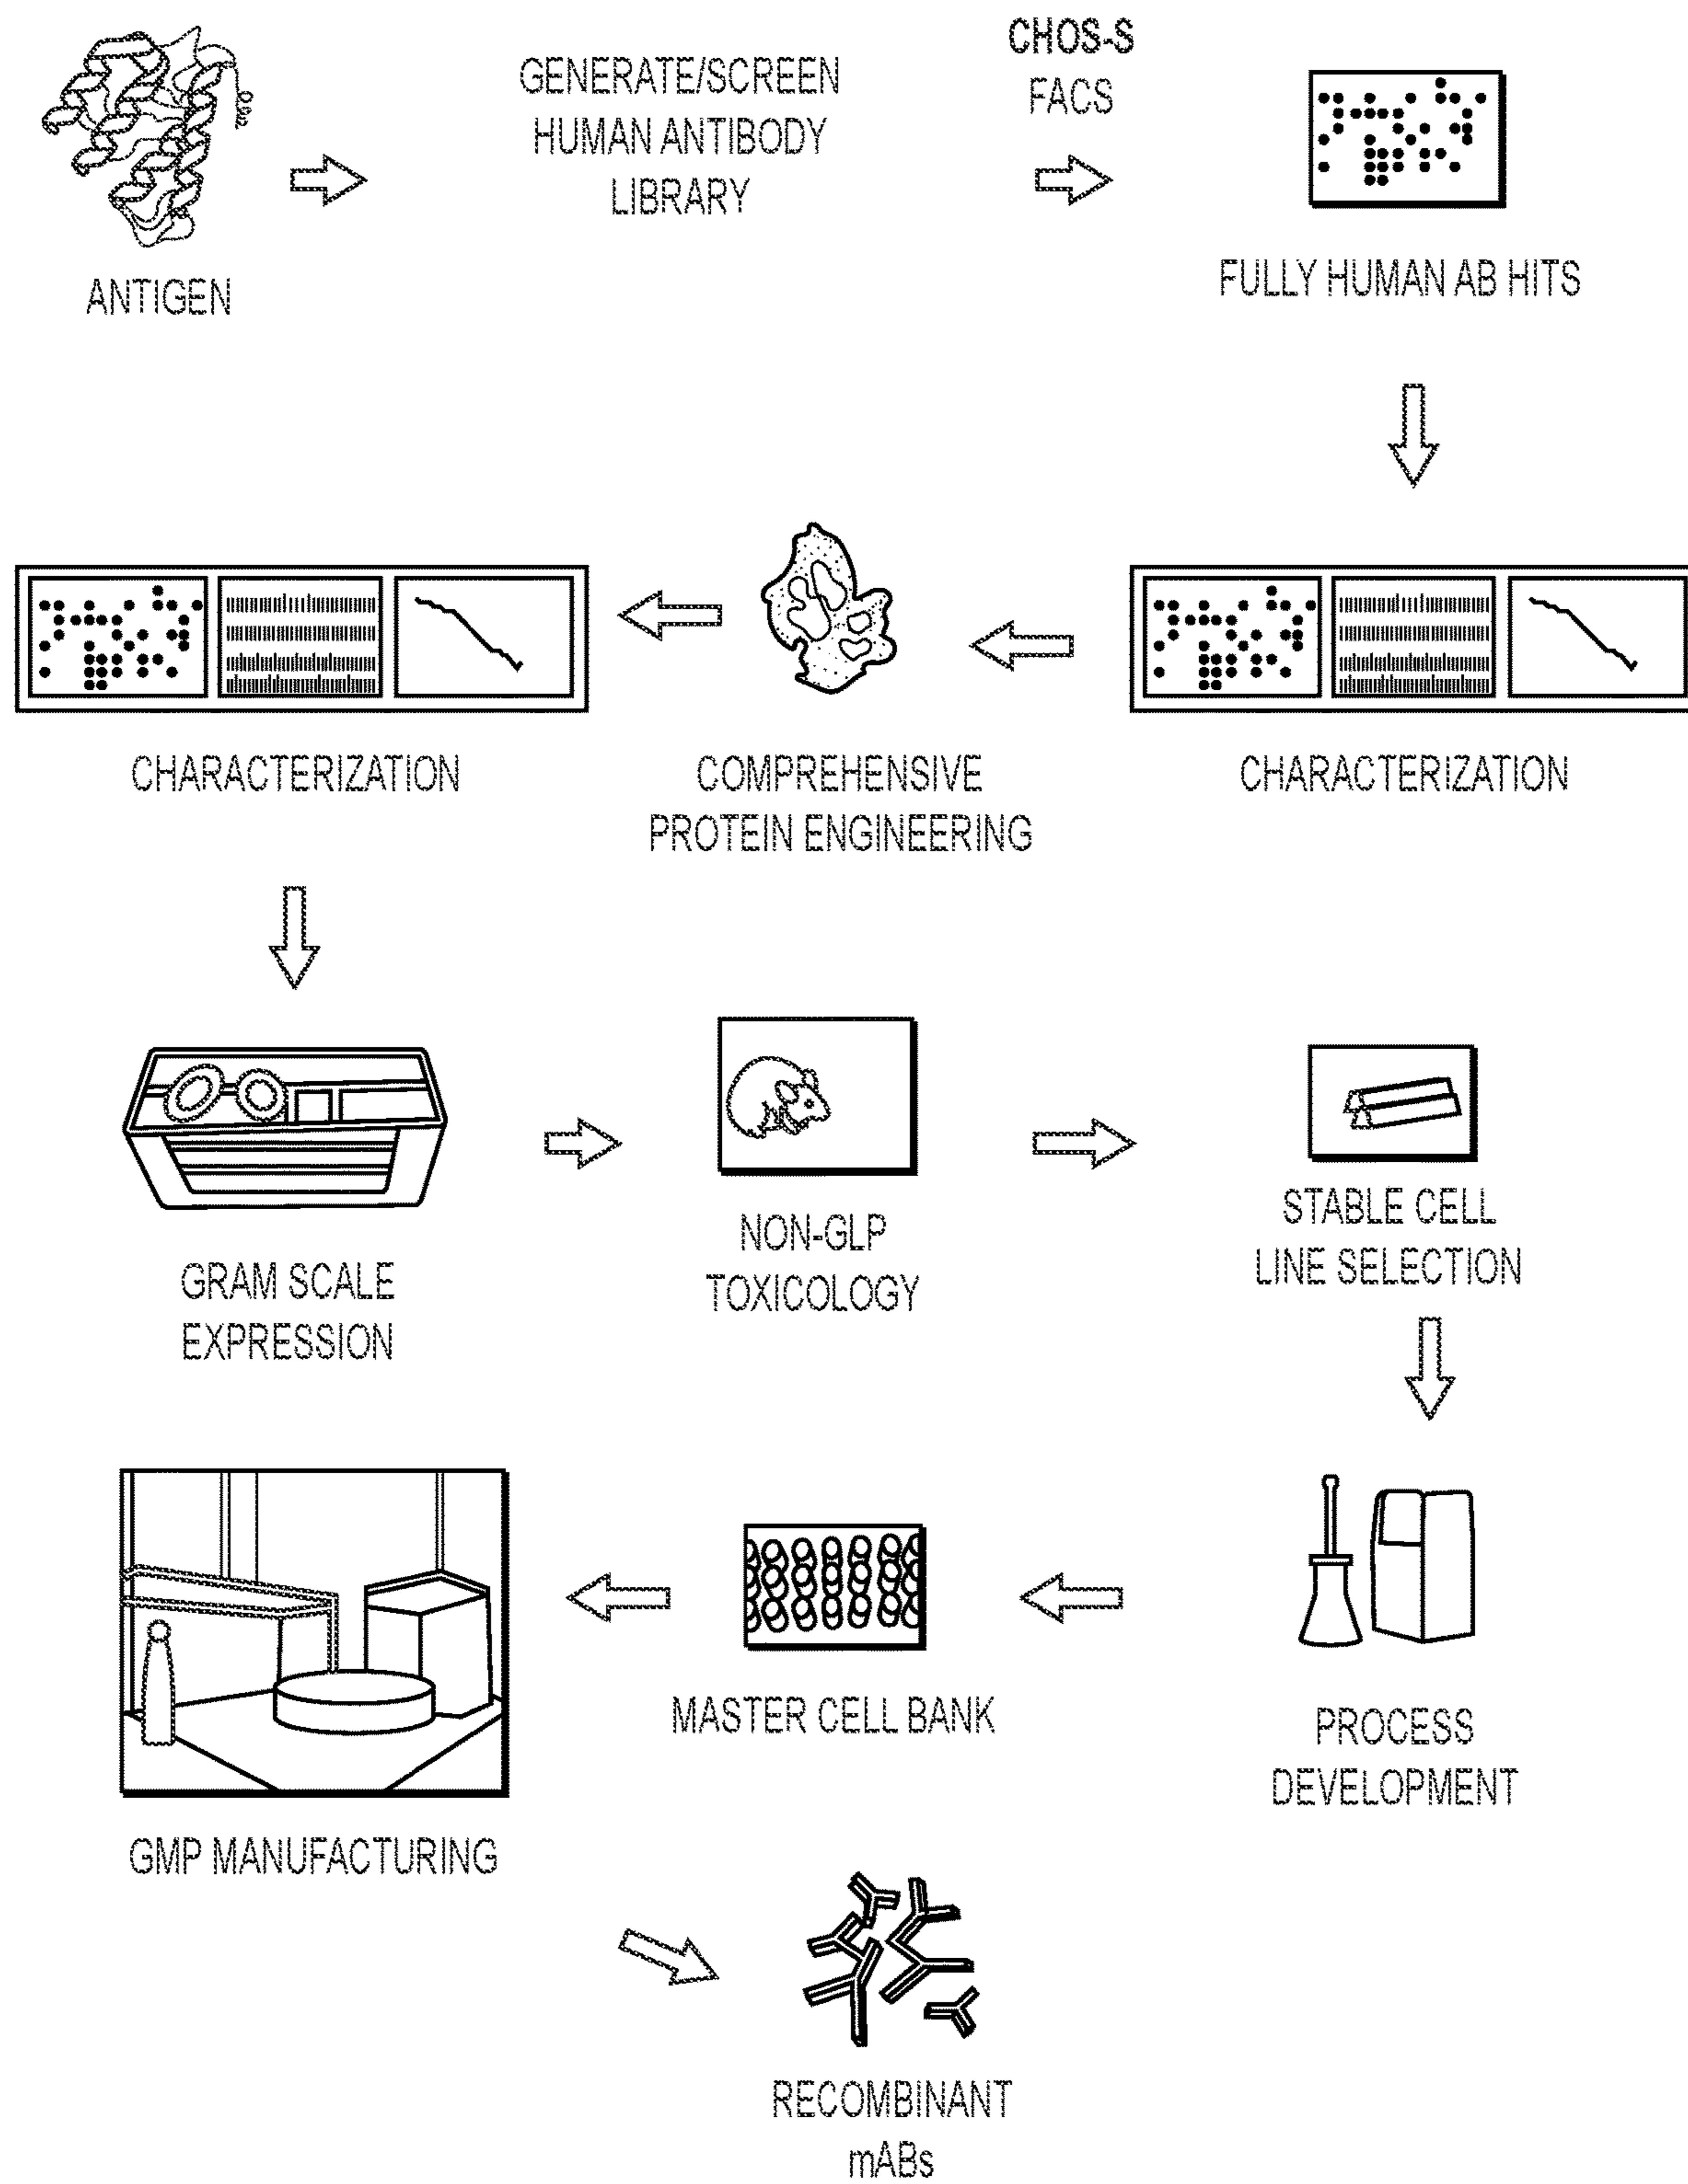 ANTIGEN
GENERATE/SCREEN
HUMAN ANTIBODY
LIBRARY
CHOS-S
FACS
FULLY HUMAN AB HITS
CHARACTERIZATION
COMPREHENSIVE
PROTEIN ENGINEERING
CHARACTERIZATION
GRAM SCALE
EXPRESSION
NON-GLP
TOXICOLOGY
STABLE CELL
LINE SELECTION
PROCESS
DEVELOPMENT
MASTER CELL BANK
GMP MANUFACTURING
RECOMBINANT
mABs